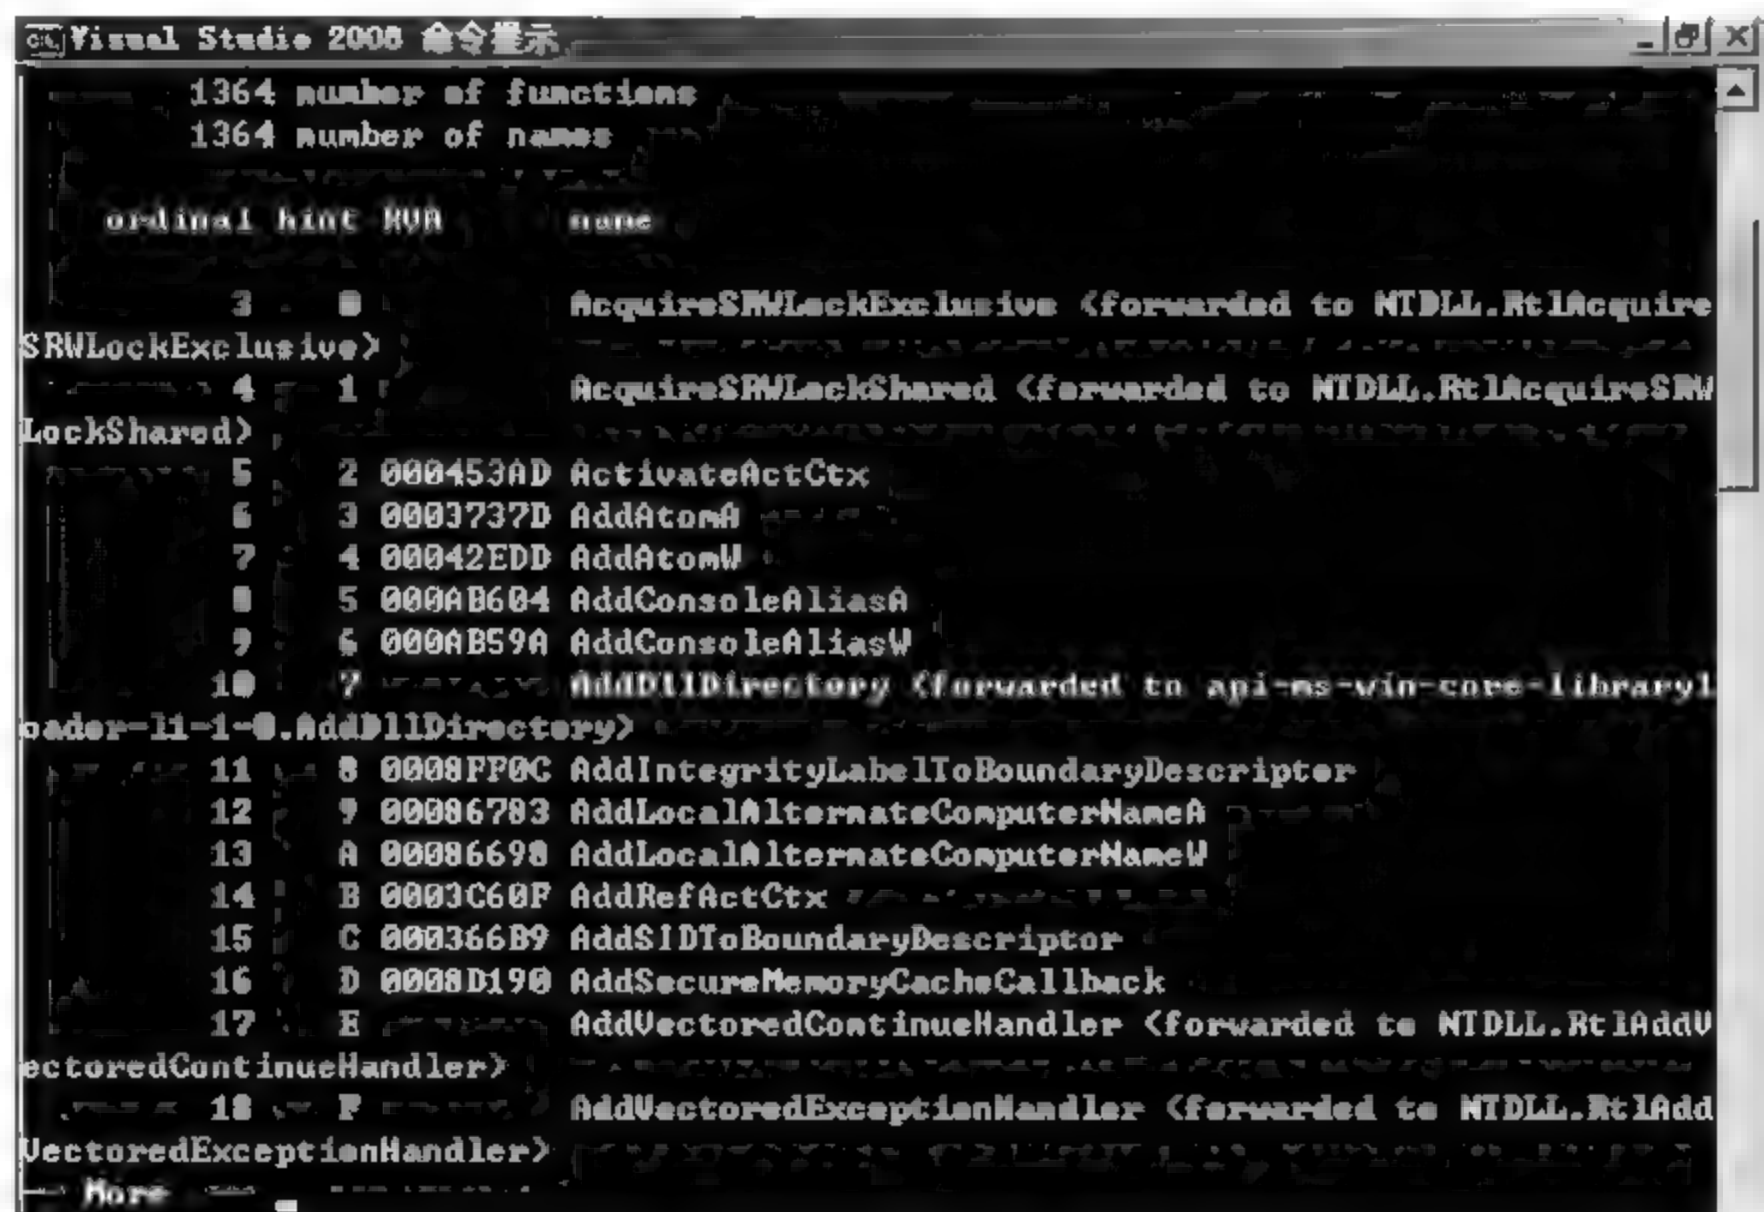 Visual Studio 2008 命令提示
1364 number of functions
1364 number of names
ordinal hint RVA name
3 0 AcquireSRWLockExclusive (forwarded to NTDLL.RtlAcquire
SRWLockExclusive)
4 1 AcquireSRWLockShared (forwarded to NTDLL.RtlAcquireSRW
LockShared)
5 2 000453AD ActivateActCtx
6 3 0003737D AddAtomA
7 4 00042EDD AddAtomW
8 5 000AB604 AddConsoleAliasA
9 6 000AB59A AddConsoleAliasW
10 7 AddDllDirectory (forwarded to api-ms-win-core-libraryl
oader-l1-1-0.AddDllDirectory)
11 8 0008FF0C AddIntegrityLabelToBoundaryDescriptor
12 9 00086783 AddLocalAlternateComputerNameA
13 A 00086698 AddLocalAlternateComputerNameW
14 B 0003C60F AddRefActCtx
15 C 000366B9 AddSIDToBoundaryDescriptor
16 D 0008D190 AddSecureMemoryCacheCallback
17 E AddVectoredContinueHandler (forwarded to NTDLL.RtlAddV
ectoredContinueHandler)
18 F AddVectoredExceptionHandler (forwarded to NTDLL.RtlAdd
VectoredExceptionHandler)
-- More --